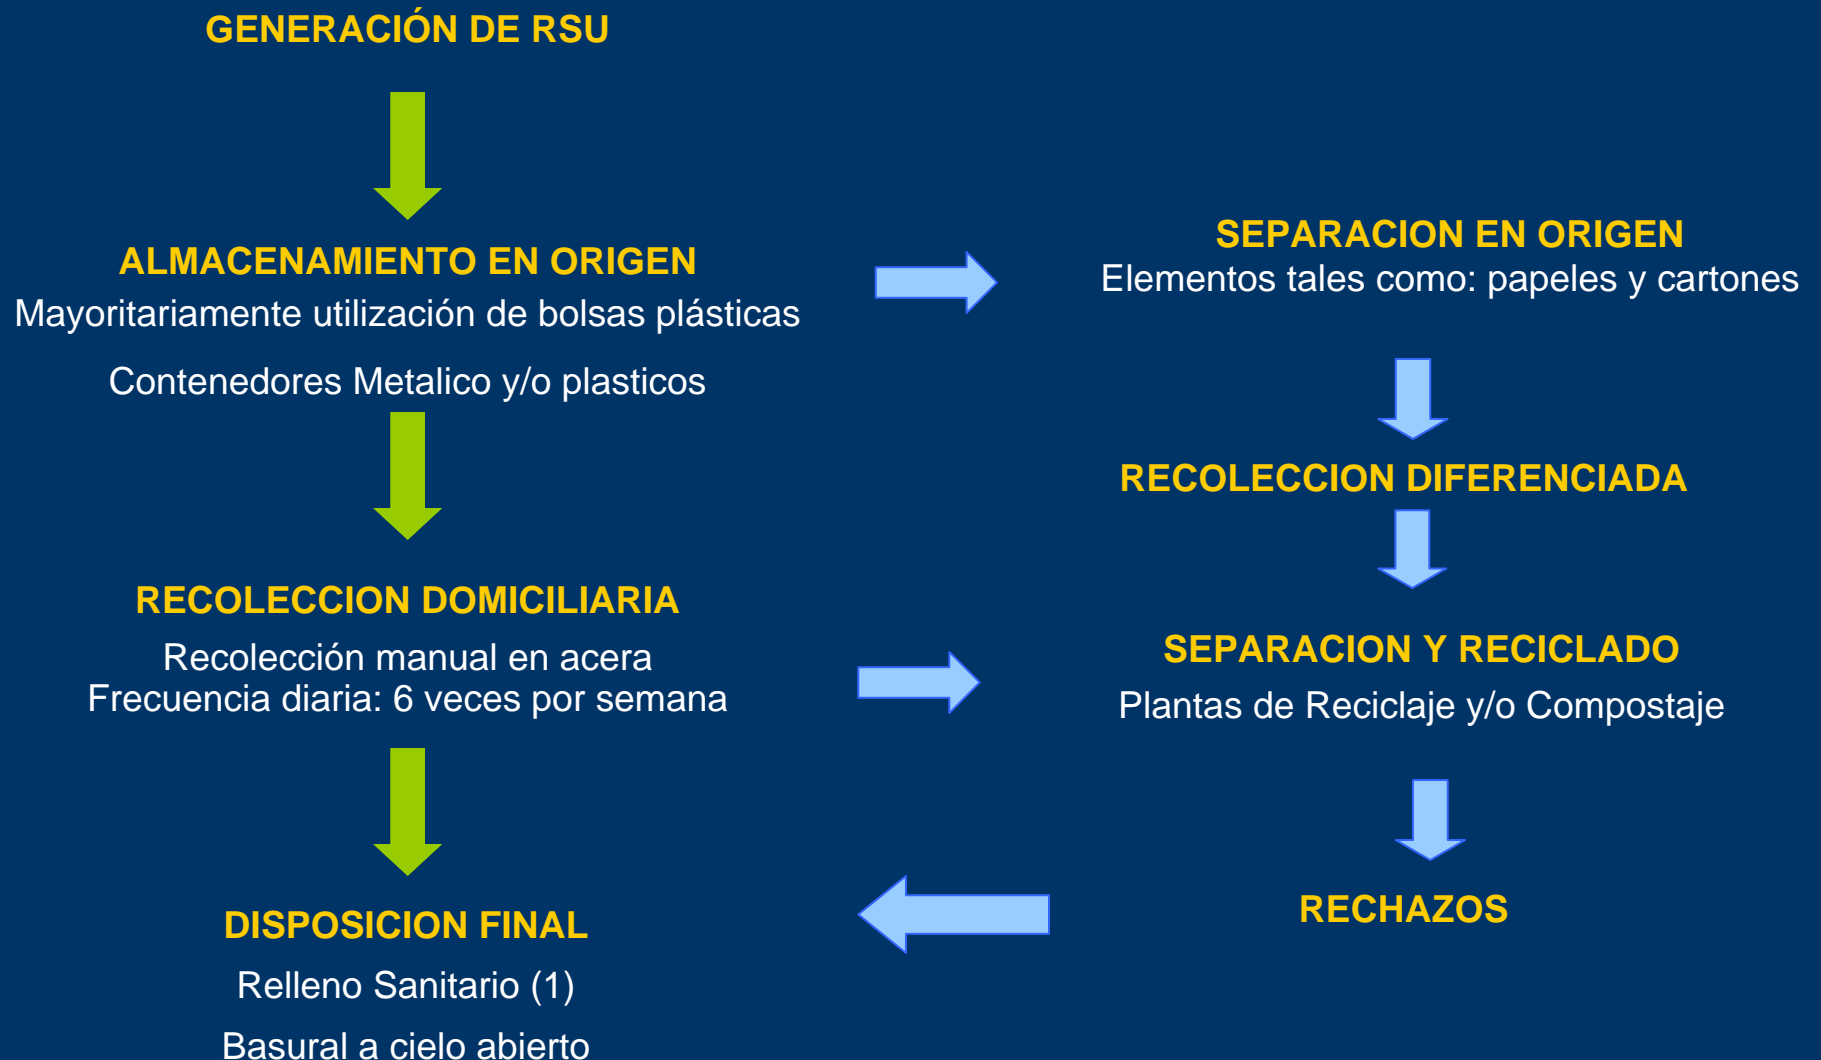 GENERACIÓN DE RSU
ALMACENAMIENTO EN ORIGEN
Mayoritariamente utilización de bolsas plásticas
Contenedores Metalico y/o plasticos
RECOLECCION DOMICILIARIA
Recolección manual en acera
Frecuencia diaria: 6 veces por semana
DISPOSICION FINAL
Relleno Sanitario (1)
Basural a cielo abierto
SEPARACION EN ORIGEN
Elementos tales como: papeles y cartones
RECOLECCION DIFERENCIADA
SEPARACION Y RECICLADO
Plantas de Reciclaje y/o Compostaje
RECHAZOS